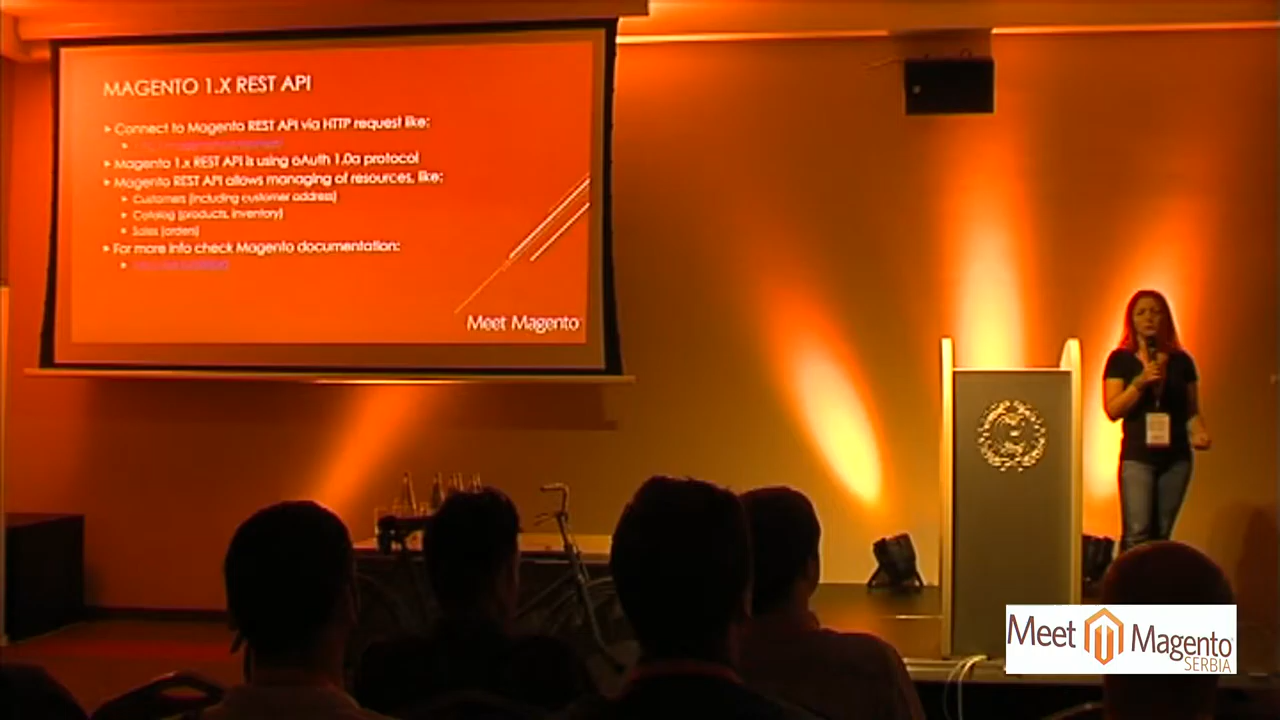 MAGENTO 1.X REST API
Connect to Magento REST API via HTTP request like:
Magento 1.x REST API is using oAuth 1.0a protocol
Magento REST API allows managing of resources, like:
Customers (including customer address)
Catalog (products, inventory)
Sales (orders)
For more info check Magento documentation:
Meet Magento
Meet Magento
SERBIA